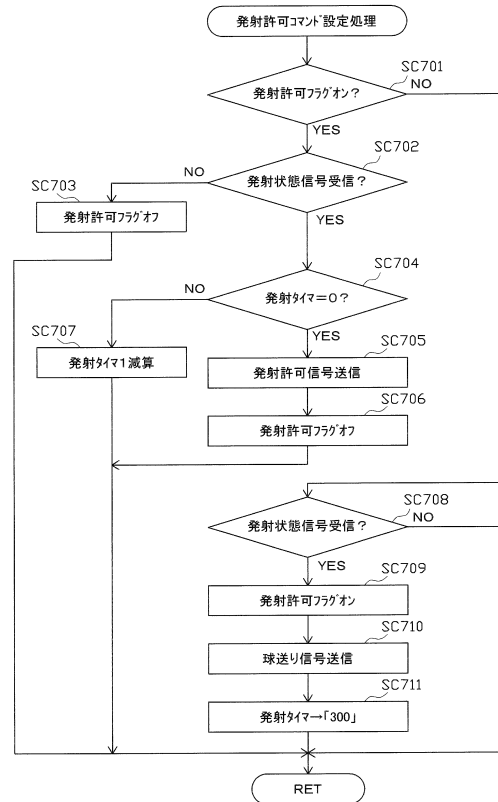 発射許可コマンド設定処理
SC701
発射許可フラグオン？
NO
YES
SC702
発射状態信号受信？
NO
YES
SC703
発射許可フラグオフ
SC704
発射タイマ＝0？
NO
YES
SC707
発射タイマ1減算
SC705
発射許可信号送信
SC706
発射許可フラグオフ
SC708
発射状態信号受信？
NO
YES
SC709
発射許可フラグオン
SC710
球送り信号送信
SC711
発射タイマ→「300」
RET